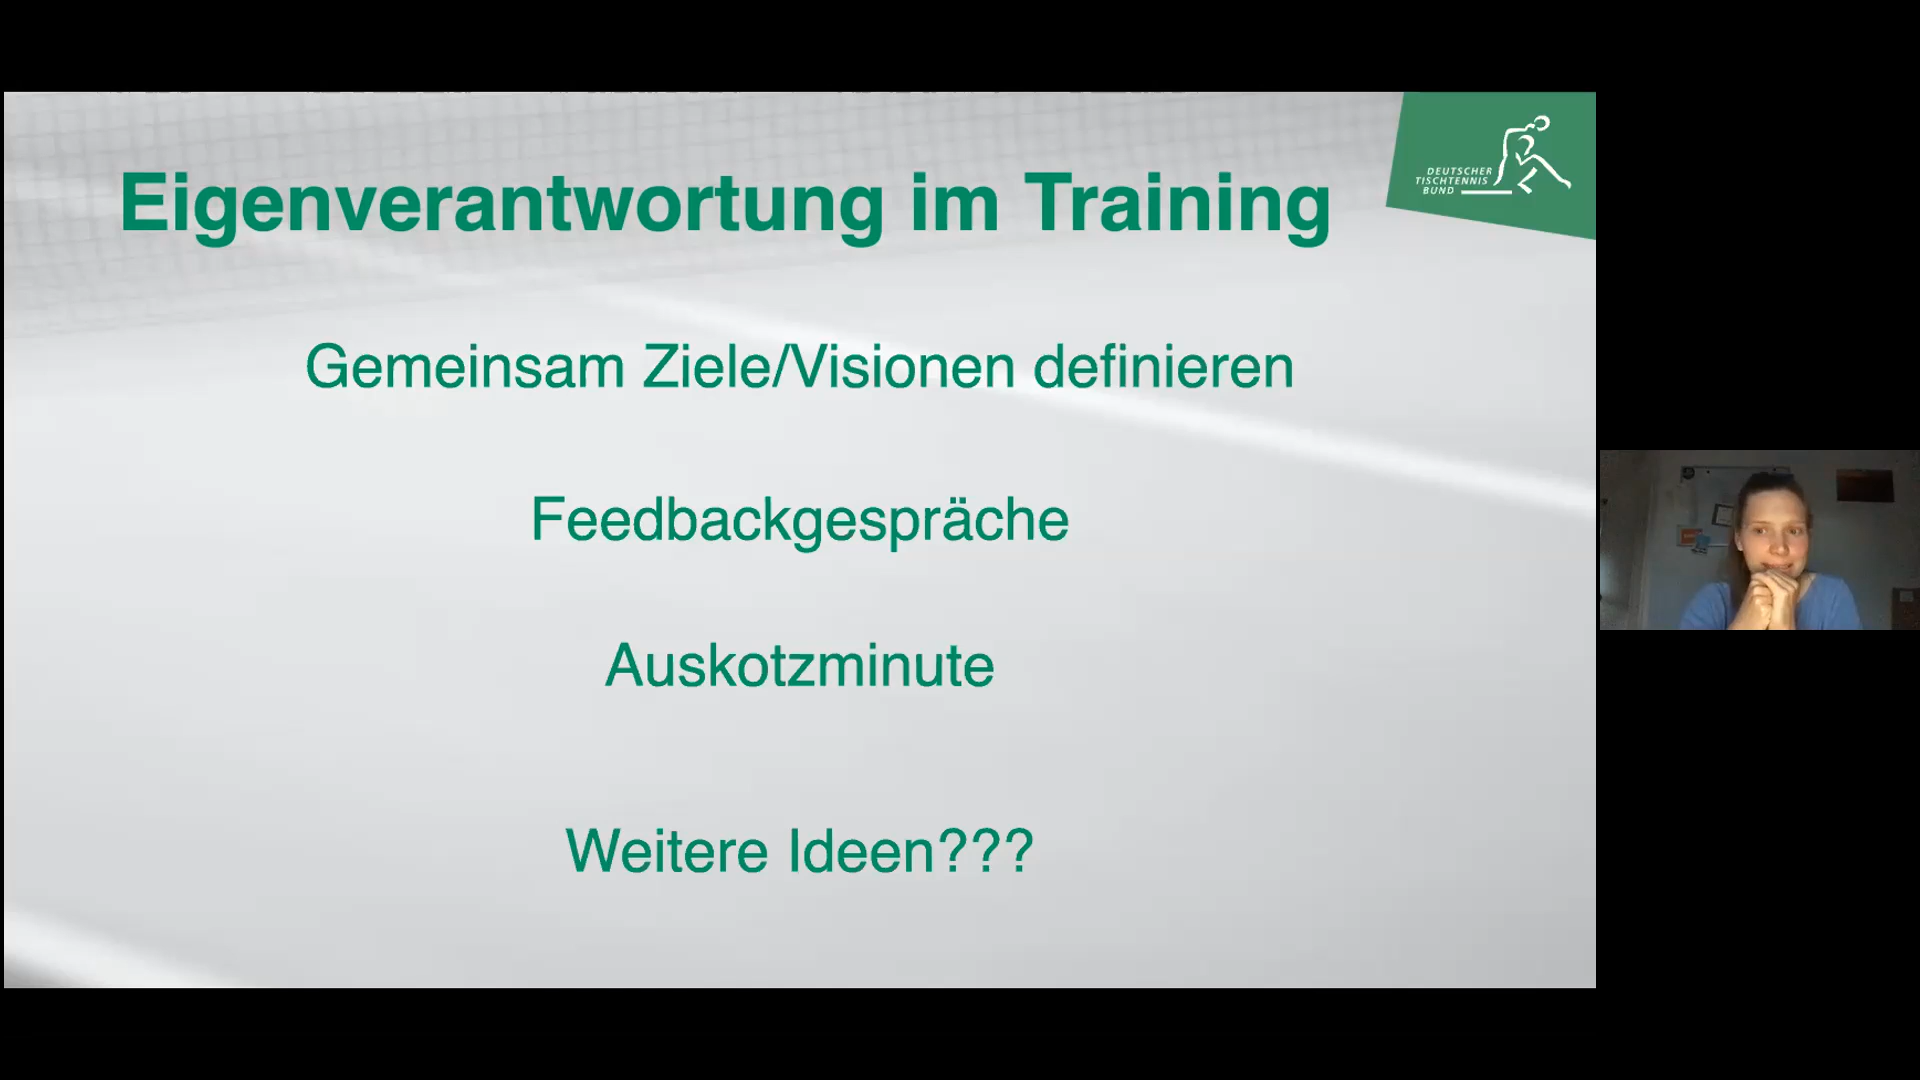 Eigenverantwortung im Training
DEUTSCHER
TISCHTENNIS
BUND
Gemeinsam Ziele/Visionen definieren
Feedbackgespräche
Auskotzminute
Weitere Ideen???